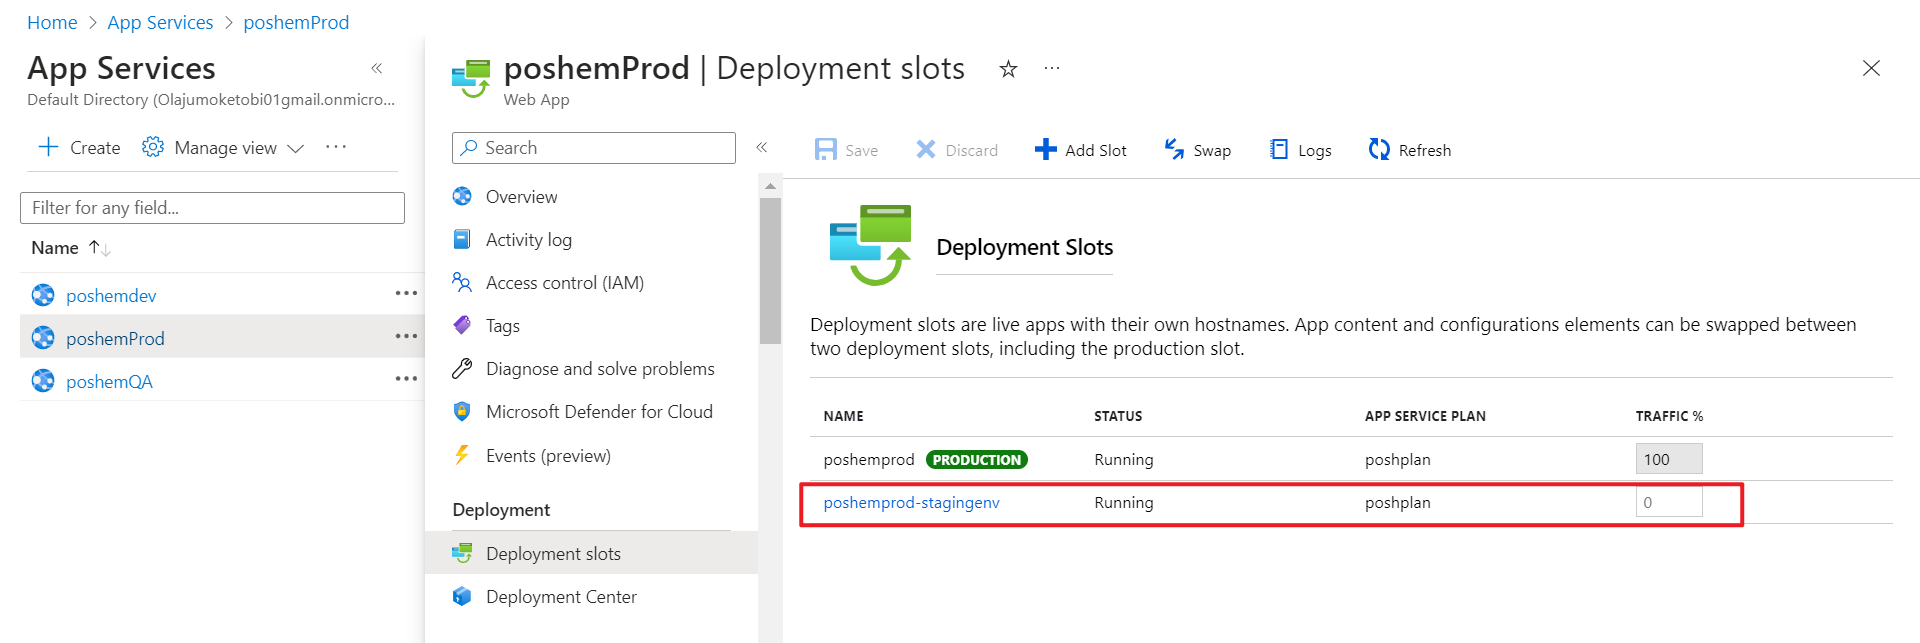 Home > App Services > poshemProd
App Services
«
Default Directory (Olajumoketobi01gmail.onmicro...
Create
Manage view
...
Filter for any field...
Name ↑↓
poshemdev
...
poshemProd
...
poshemQA
...
poshemProd | Deployment slots
...
Web App
Search
«
Overview
Activity log
Access control (IAM)
Tags
Diagnose and solve problems
Microsoft Defender for Cloud
Events (preview)
Deployment
Deployment slots
Deployment Center
Save
Discard
Add Slot
Swap
Logs
Refresh
Deployment Slots
Deployment slots are live apps with their own hostnames. App content and configurations elements can be swapped between
two deployment slots, including the production slot.
NAME STATUS APP SERVICE PLAN TRAFFIC %
poshemprod PRODUCTION Running poshplan 100
poshemprod-stagingenv Running poshplan 0